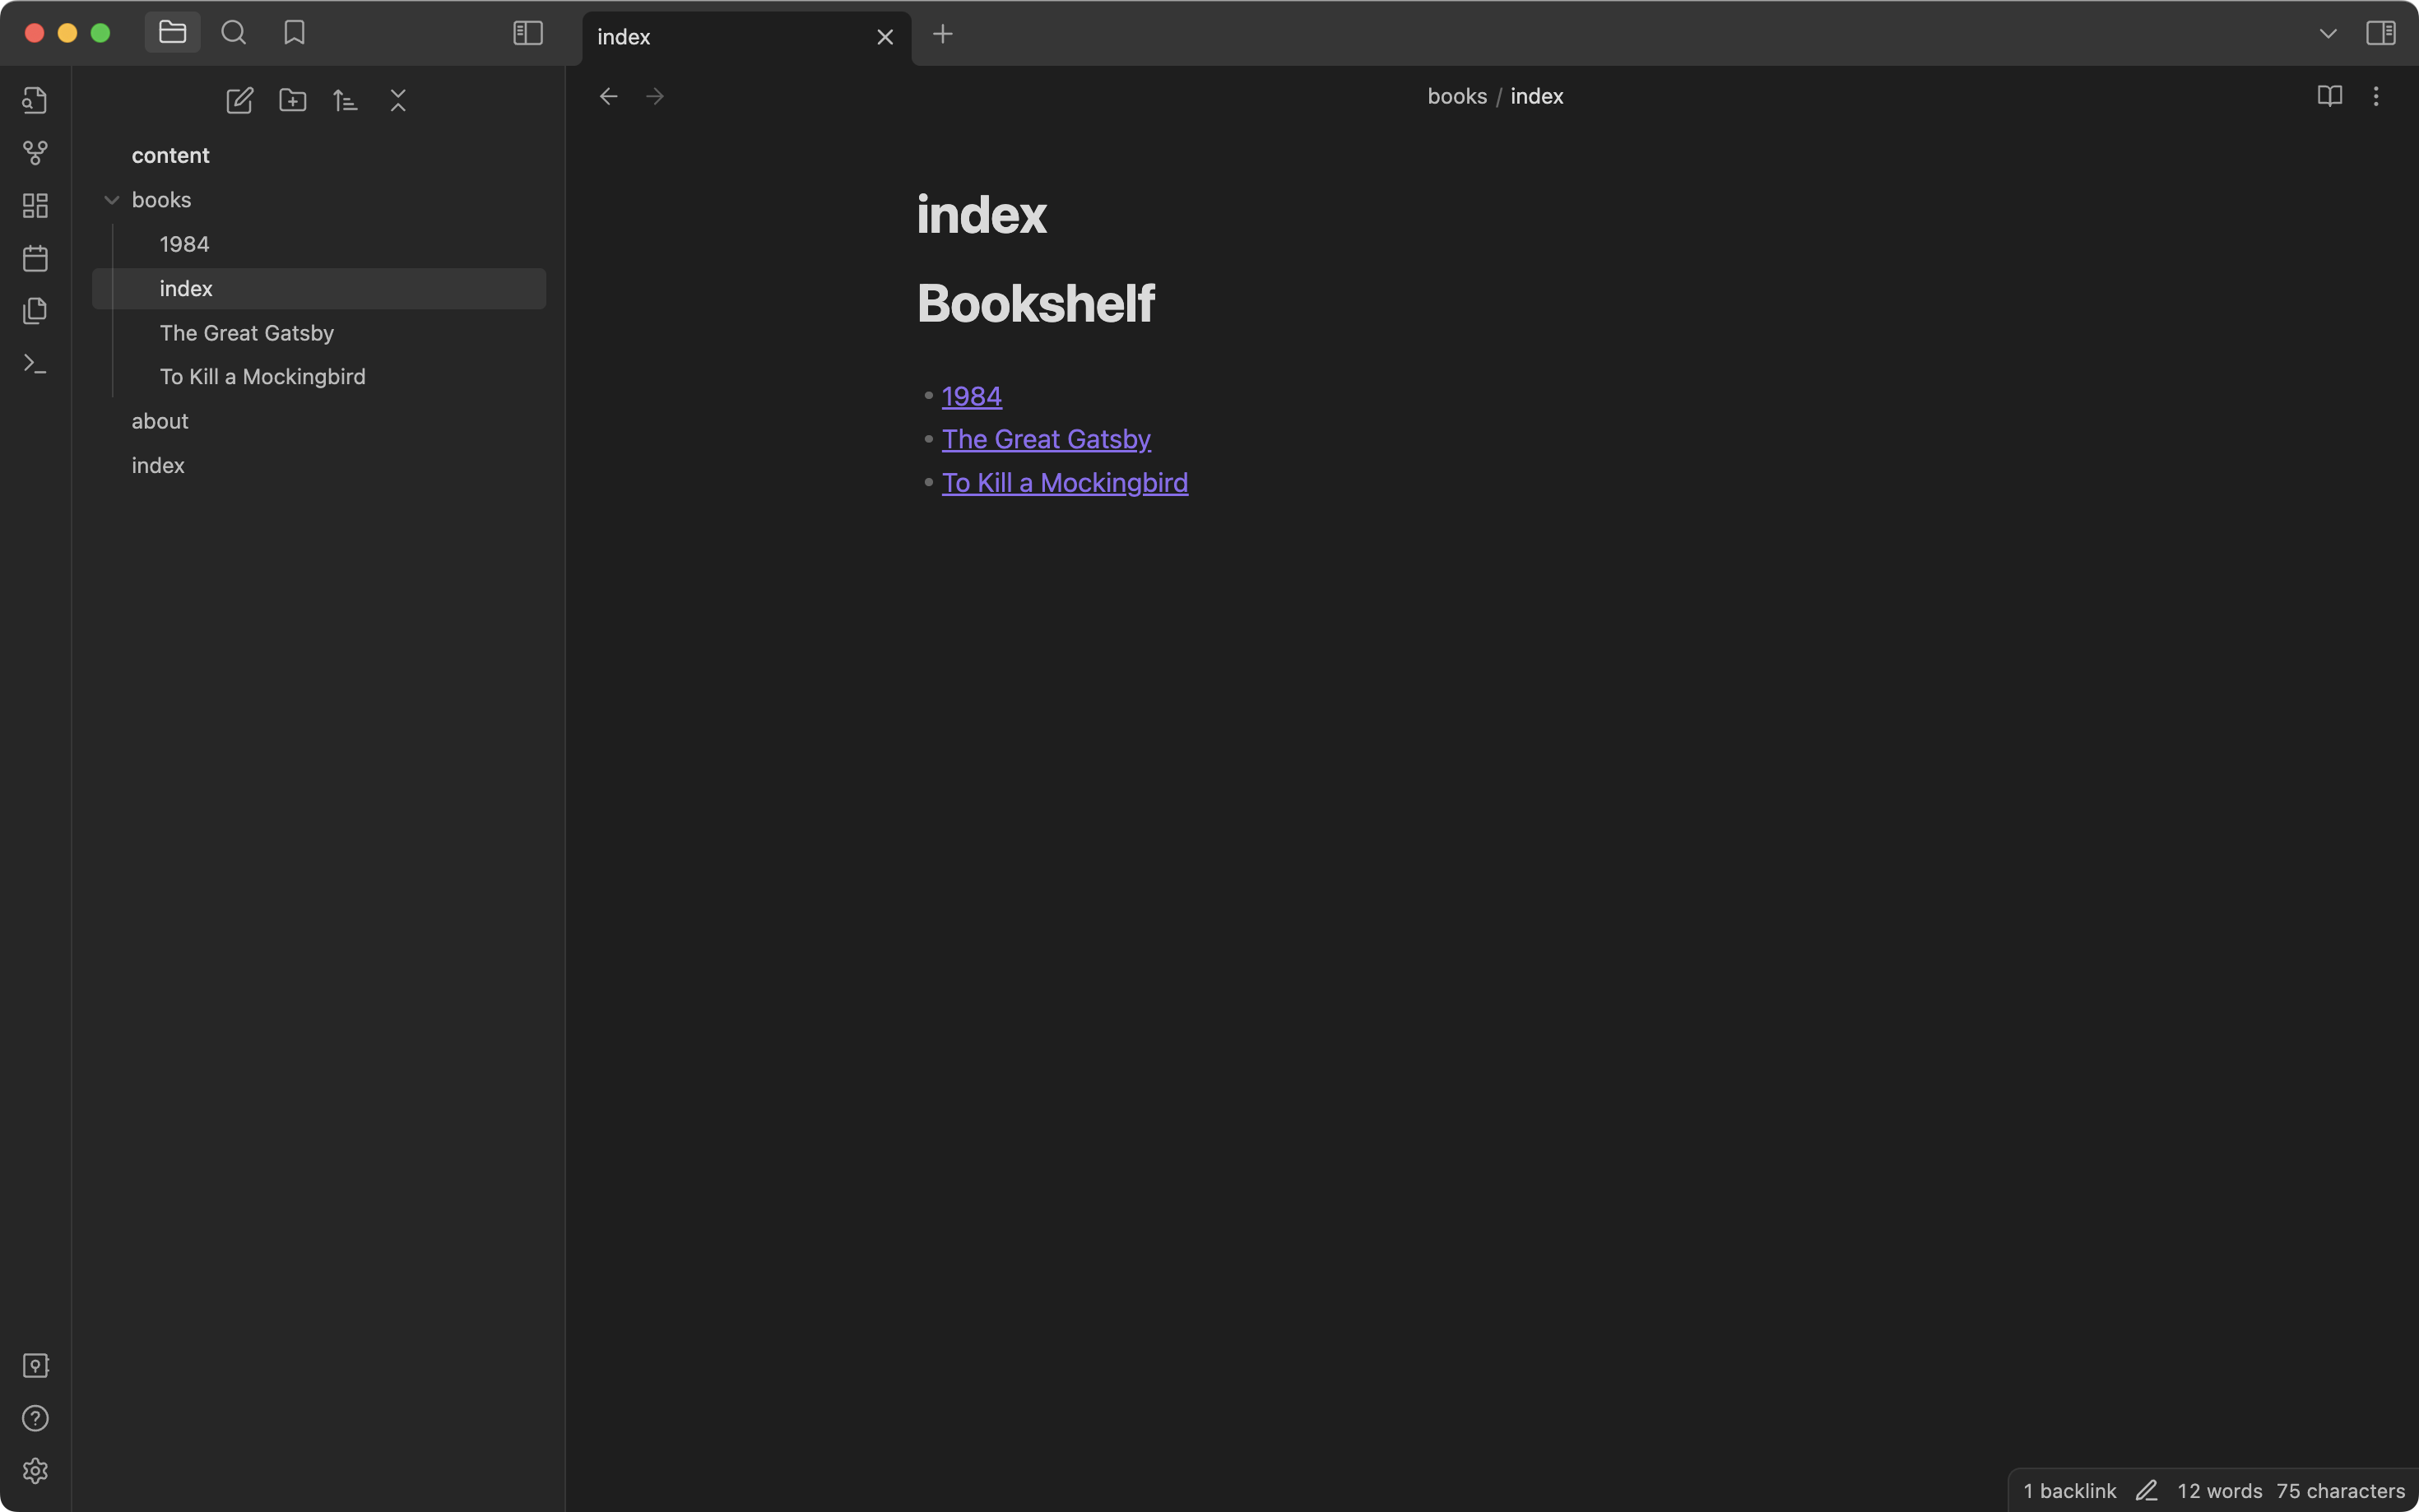 index
books / index
content
books
1984
index
The Great Gatsby
To Kill a Mockingbird
about
index
index
Bookshelf
• 1984
• The Great Gatsby
• To Kill a Mockingbird
1 backlink 12 words 75 characters